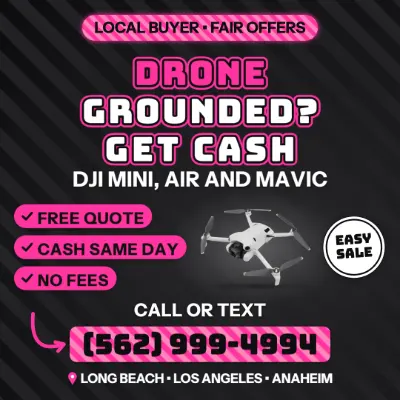 LOCAL BUYER • FAIR OFFERS
DRONE
GROUNDED?
GET CASH
DJI MINI, AIR AND MAVIC
FREE QUOTE
CASH SAME DAY
NO FEES
EASY
SALE
CALL OR TEXT
(562) 999-4994
LONG BEACH • LOS ANGELES • ANAHEIM